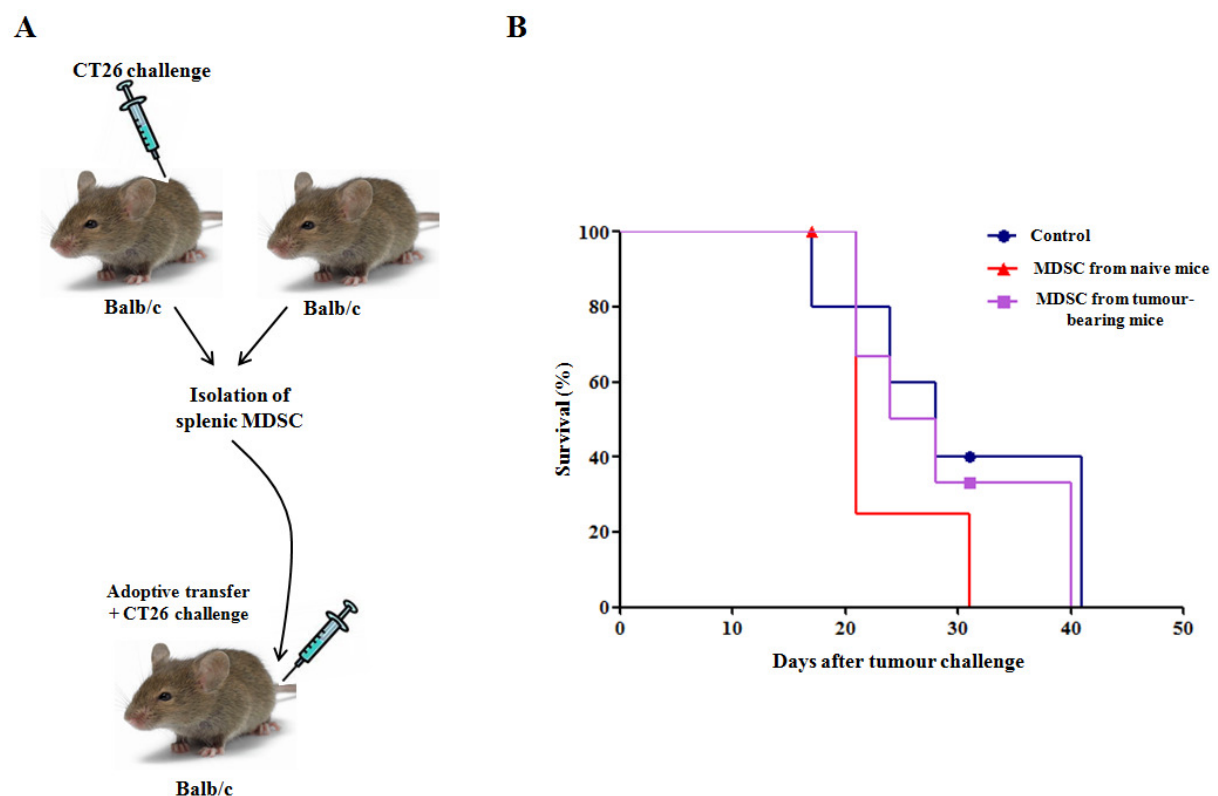 A
CT26 challenge
Balb/c
Balb/c
Isolation of
splenic MDSC
Adoptive transfer
+ CT26 challenge
Balb/c
B
Control
MDSC from naive mice
MDSC from tumour-
bearing mice
Survival (%)
100
80
60
40
20
0
0 10 20 30 40 50
Days after tumour challenge